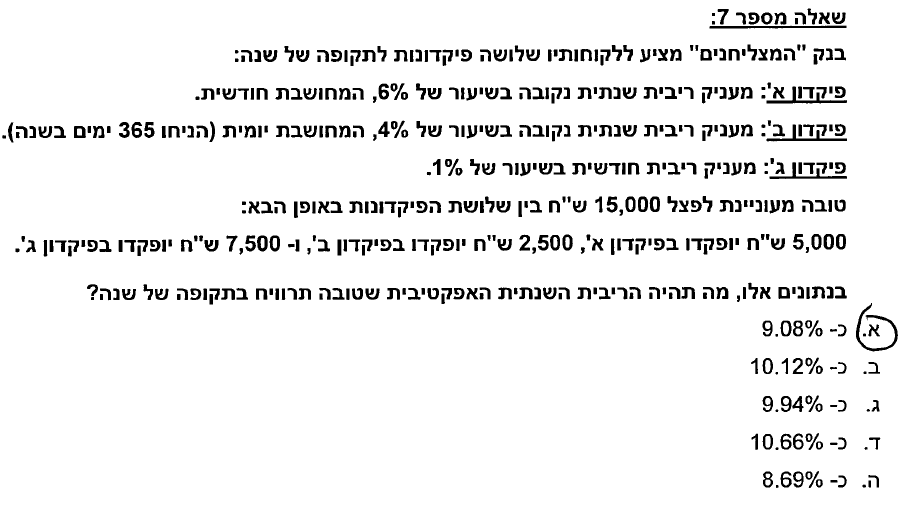 שאלה מספר 7:
בנק "המצליחנים" מציע ללקוחותיו שלושה פיקדונות לתקופה של שנה:
פיקדון א': מעניק ריבית שנתית נקובה בשיעור של 6%, המחושבת חודשית.
פיקדון ב': מעניק ריבית שנתית נקובה בשיעור של 4%, המחושבת יומית (הניחו 365 ימים בשנה).
פיקדון ג': מעניק ריבית חודשית בשיעור של 1%.
טובה מעוניינת לפצל 15,000 ש"ח בין שלושת הפיקדונות באופן הבא:
5,000 ש"ח יופקדו בפיקדון א', 2,500 ש"ח יופקדו בפיקדון ב', ו- 7,500 ש"ח יופקדו בפיקדון ג'.
בנתונים אלו, מה תהיה הריבית השנתית האפקטיבית שטובה תרוויח בתקופה של שנה?
א. כ- 9.08%
ב. כ- 10.12%
ג. כ- 9.94%
ד. כ- 10.66%
ה. כ- 8.69%